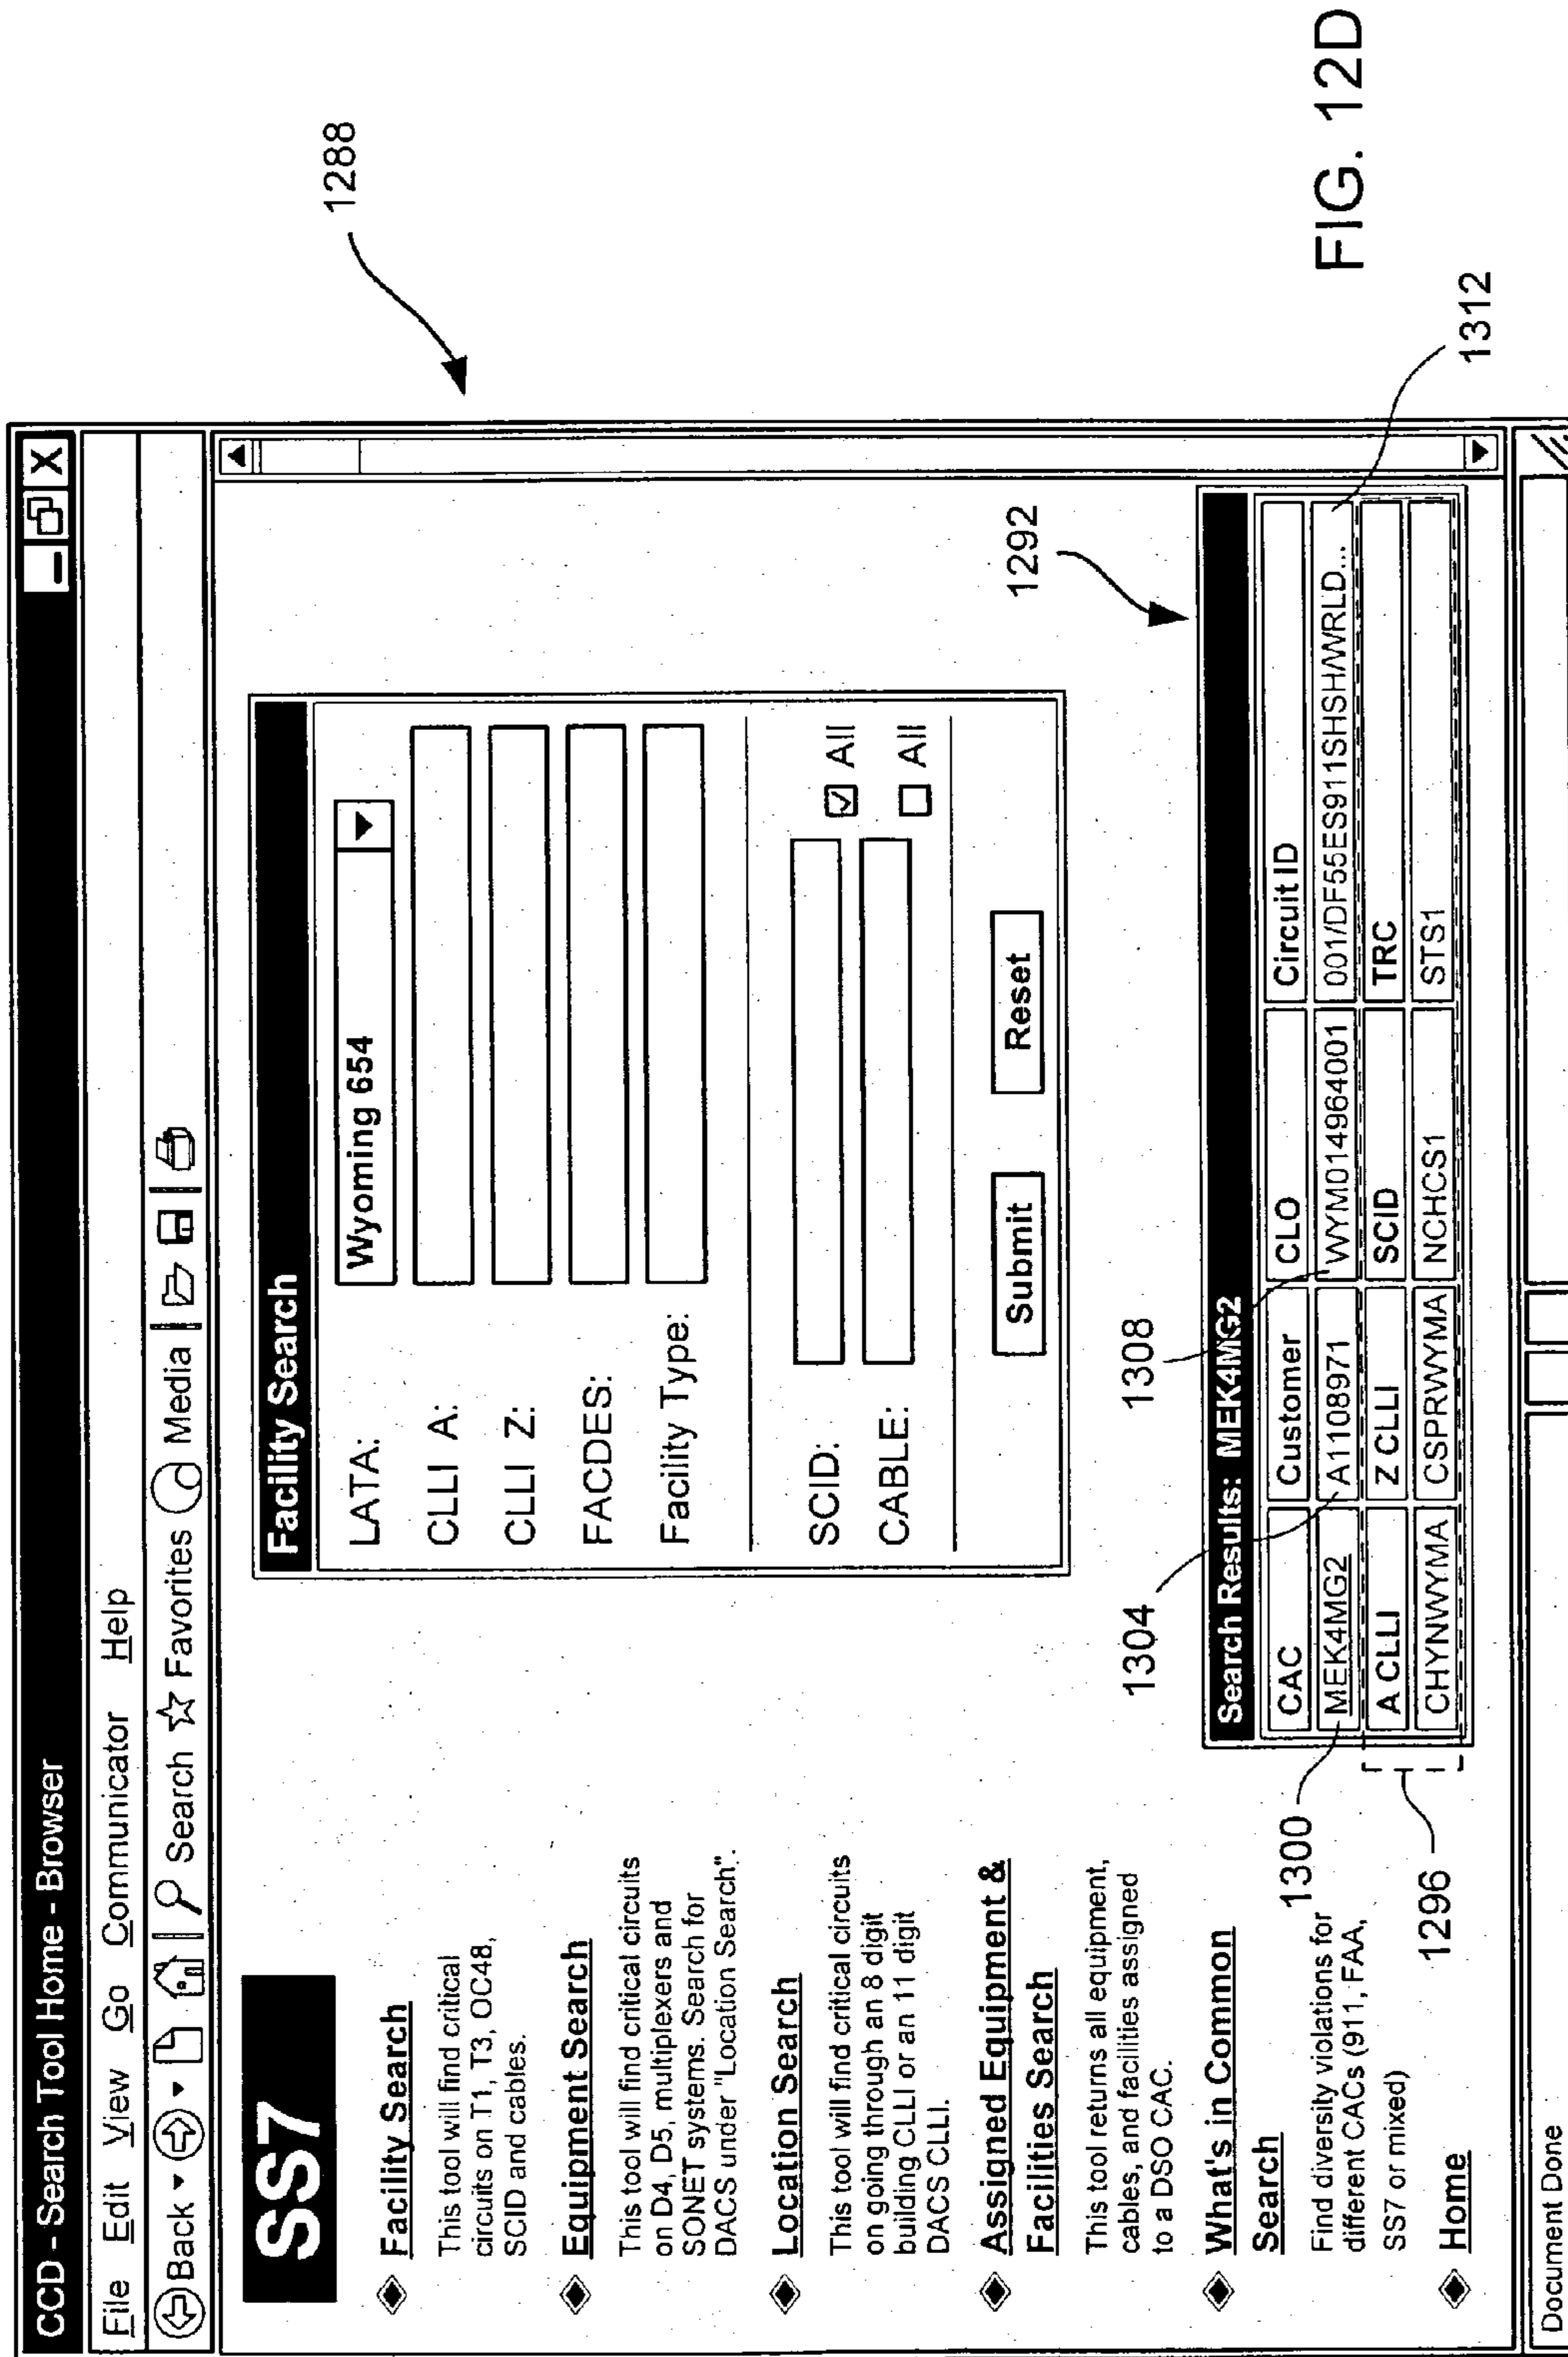 CCD - Search Tool Home - Browser
File Edit View Go Communicator Help
Back Search Favorites Media
SS7
Facility Search
This tool will find critical
circuits on T1, T3, OC48,
SCID and cables.
Equipment Search
This tool will find critical circuits
on D4, D5, multiplexers and
SONET systems. Search for
DACS under "Location Search".
Location Search
This tool will find critical circuits
on going through an 8 digit
building CLLI or an 11 digit
DACS CLLI.
Assigned Equipment &
Facilities Search
This tool returns all equipment,
cables, and facilities assigned
to a DSO CAC.
What's in Common
Search
Find diversity violations for
different CACs (911, FAA,
SS7 or mixed)
Home
Facility Search
LATA: Wyoming 654
CLLI A:
CLLI Z:
FACDES:
Facility Type:
SCID: All
CABLE: All
Submit Reset
Search Results: MEK4MG2
CAC Customer CLO Circuit ID
MEK4MG2 A1108971 WYM014964001 001/DF55ES911SHSH/WRLD...
A CLLI Z CLLI SCID TRC
CHYNWYMA CSPRWYMA NCHCS1 STS1
Document Done
1288
1292
1296
1300
1304
1308
1312
FIG. 12D